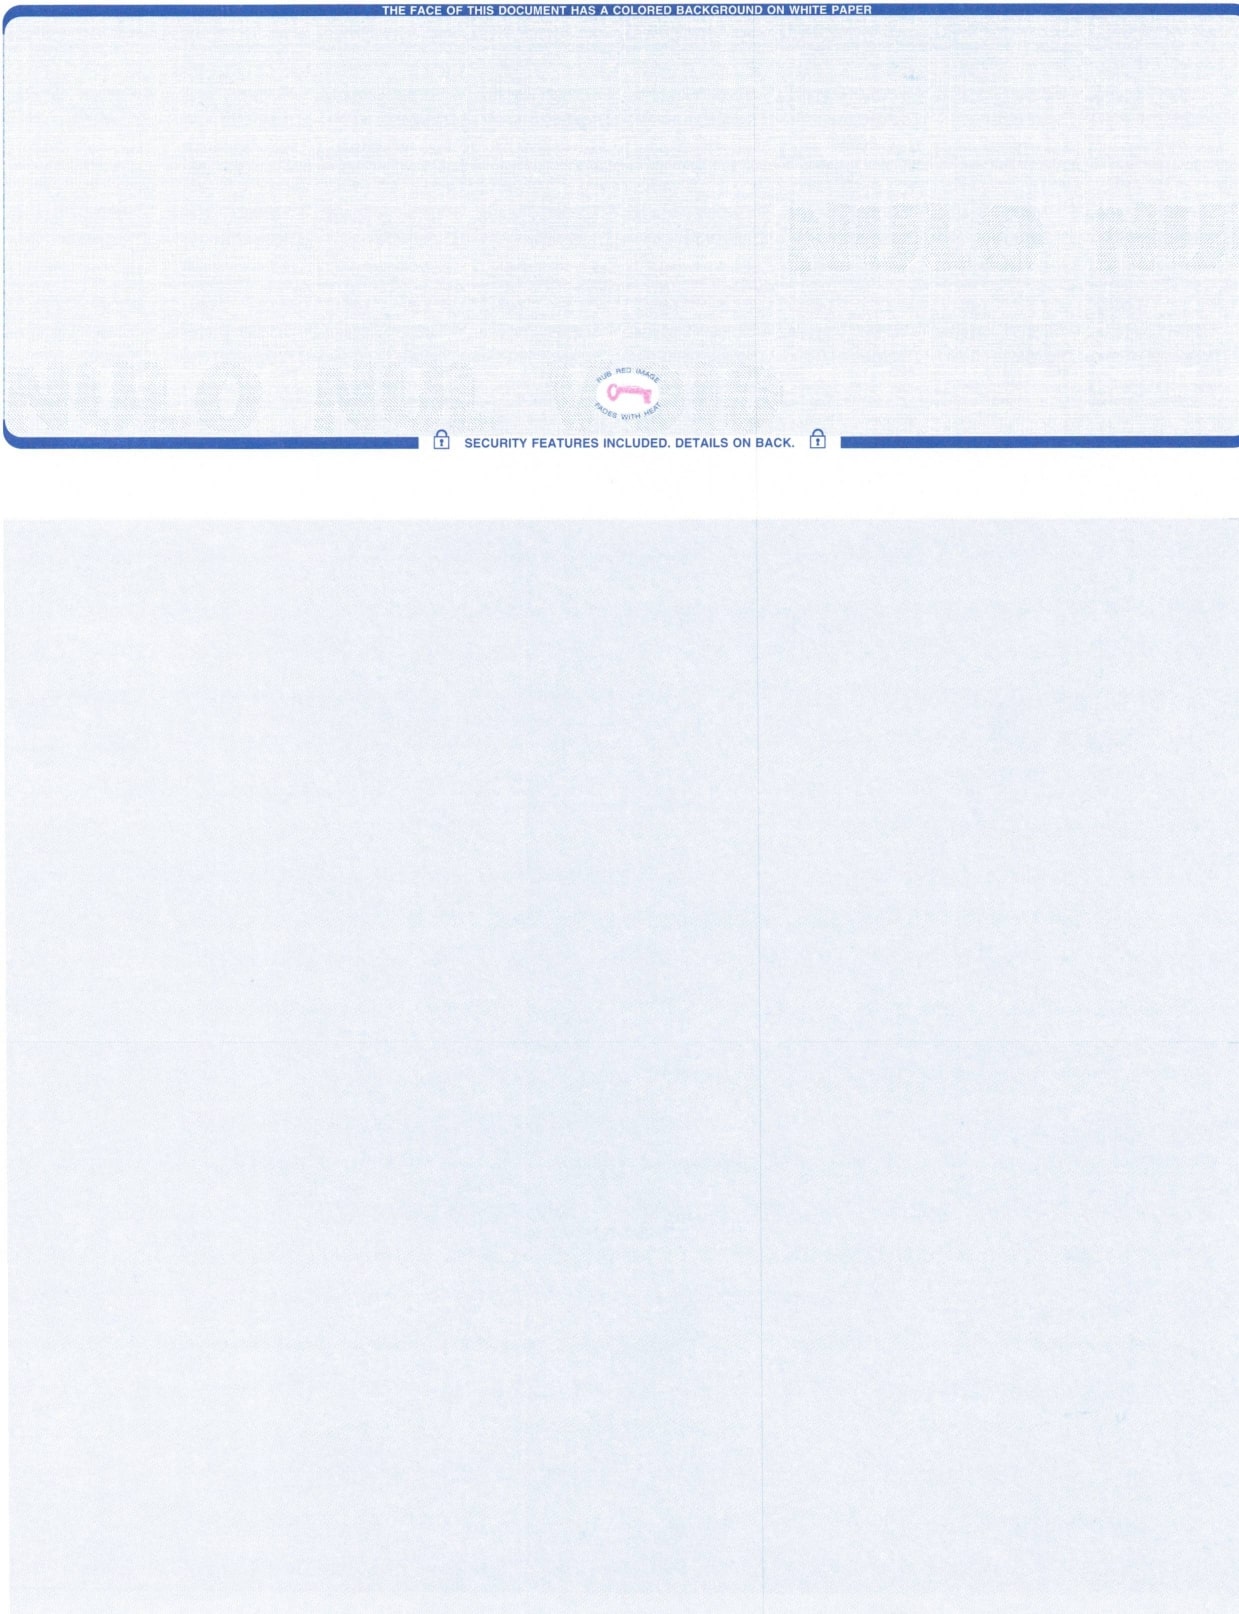 THE FACE OF THIS DOCUMENT HAS A COLORED BACKGROUND ON WHITE PAPER
RUB RED IMAGE
FADES WITH HEAT
SECURITY FEATURES INCLUDED. DETAILS ON BACK.